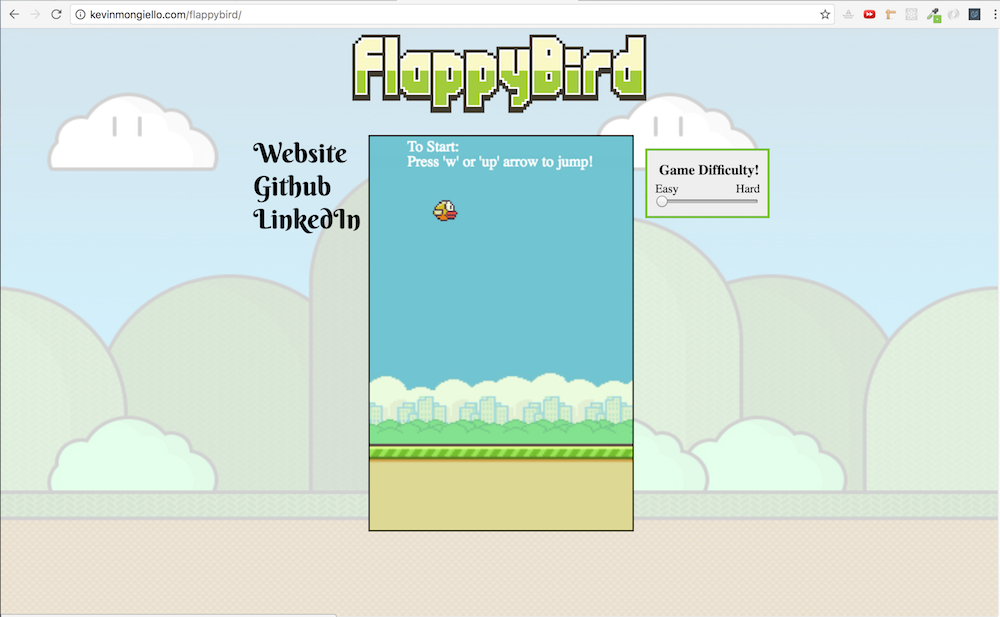 kevinmongiello.com/flappybird/
FlappyBird
Website
Github
LinkedIn
To Start:
Press 'w' or 'up' arrow to jump!
Game Difficulty!
Easy Hard